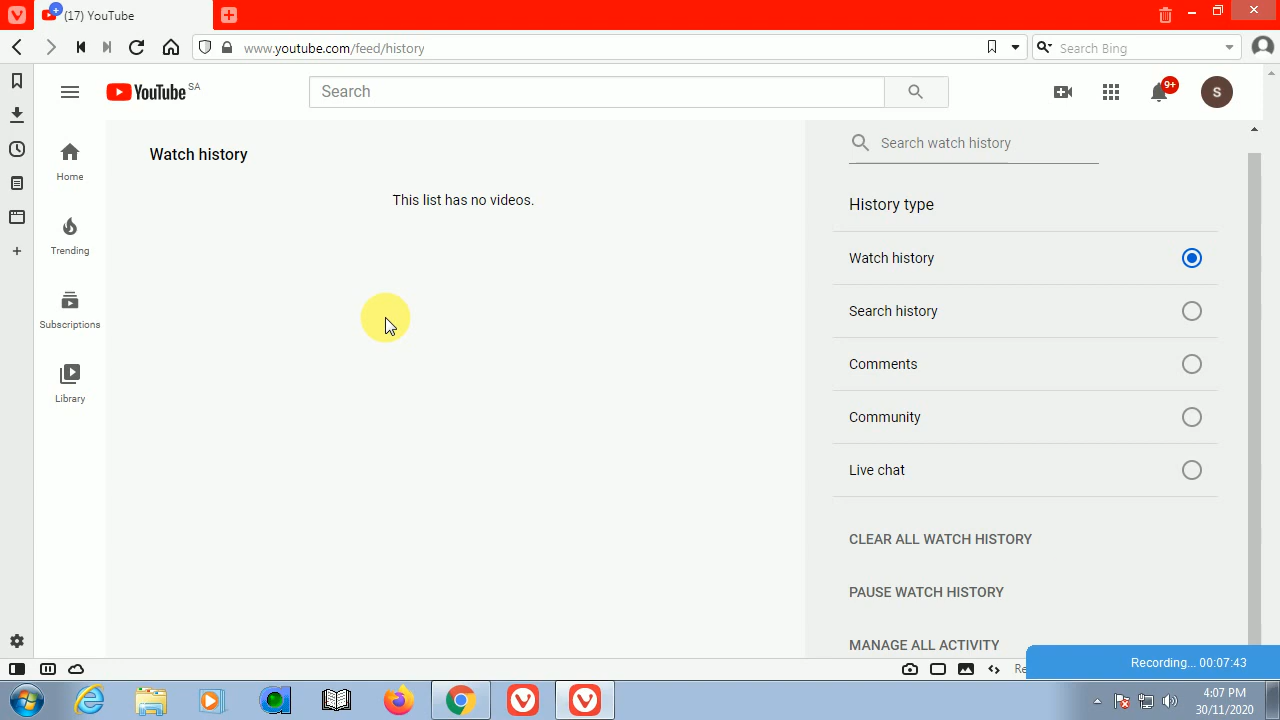 (17) YouTube
www.youtube.com/feed/history
Search Bing
YouTube SA
Search
9+
S
Home
Trending
Subscriptions
Library
Watch history
This list has no videos.
Search watch history
History type
Watch history
Search history
Comments
Community
Live chat
CLEAR ALL WATCH HISTORY
PAUSE WATCH HISTORY
MANAGE ALL ACTIVITY
Re
Recording... 00:07:43
4:07 PM
30/11/2020